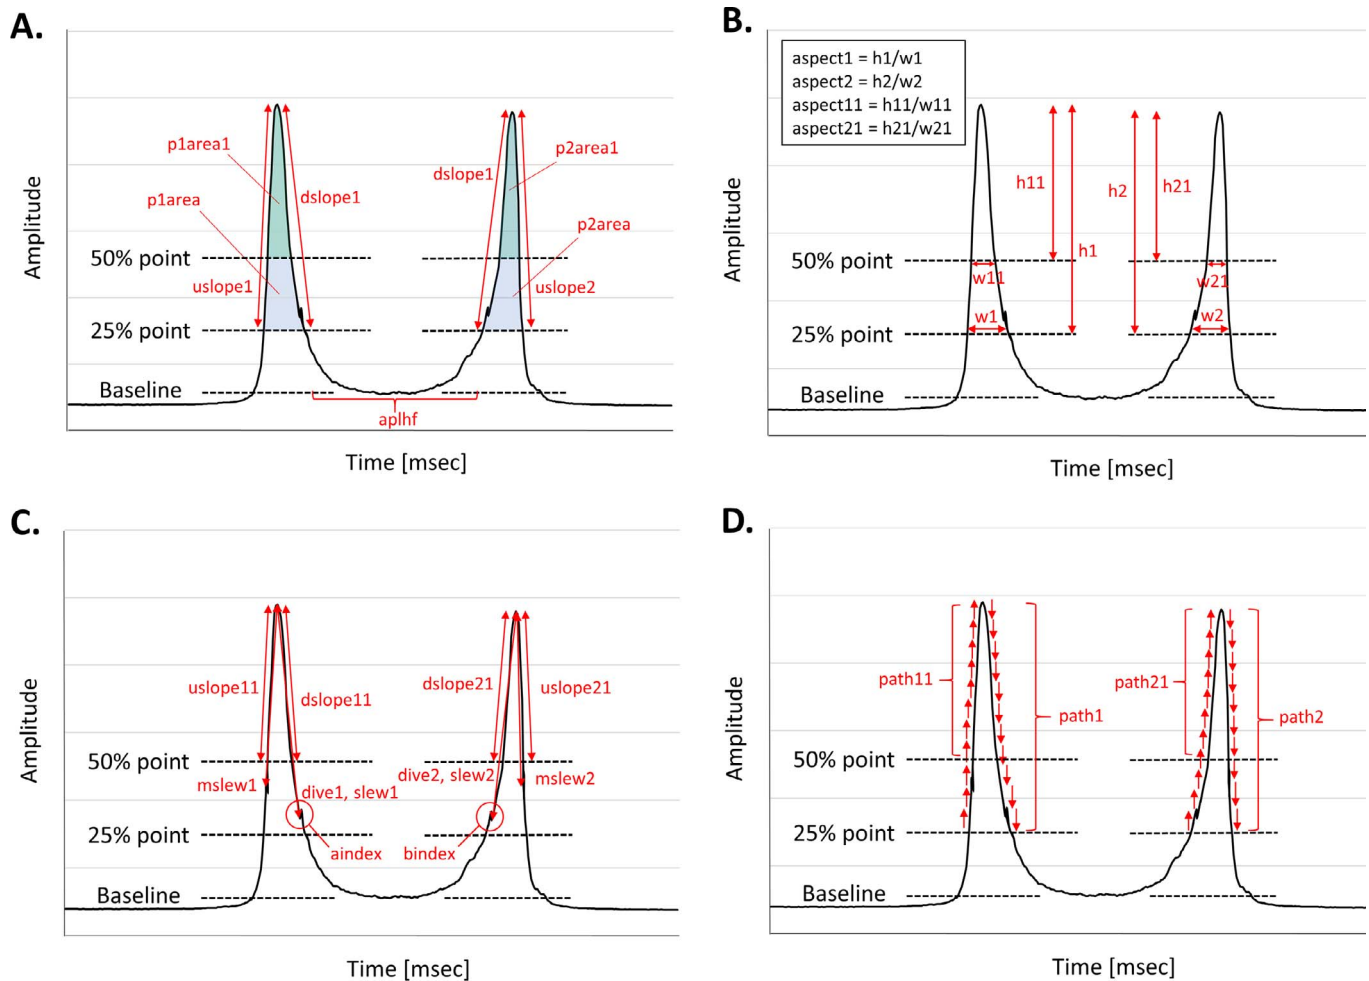 A.
Amplitude
p1area1
p1area
dslope1
uslope1
dslope1
p2area1
p2area
uslope2
50% point
25% point
Baseline
aplhf
Time [msec]
B.
Amplitude
aspect1 = h1/w1
aspect2 = h2/w2
aspect11 = h11/w11
aspect21 = h21/w21
h11
h1
h2
h21
50% point
w11
w21
25% point
w1
w2
Baseline
Time [msec]
C.
Amplitude
uslope11
dslope11
dslope21
uslope21
50% point
mslew1
dive1, slew1
dive2, slew2
mslew2
25% point
aindex
bindex
Baseline
Time [msec]
D.
Amplitude
path11
path1
path21
path2
50% point
25% point
Baseline
Time [msec]